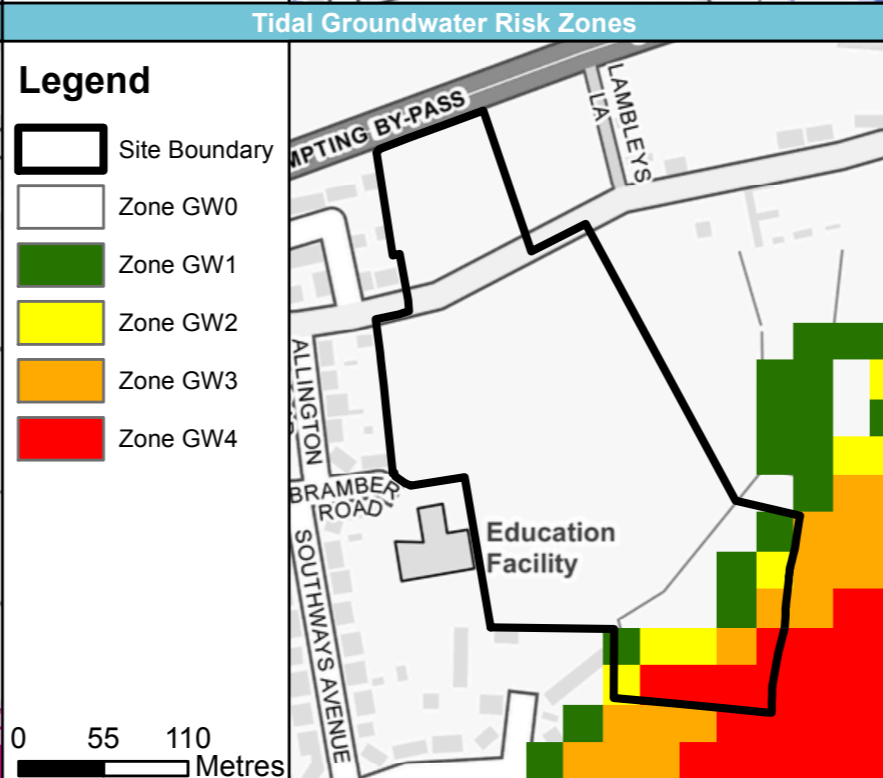 Tidal Groundwater Risk Zones
Legend
Site Boundary
Zone GW0
Zone GW1
Zone GW2
Zone GW3
Zone GW4
0 55 110
Metres
MPTING BY-PASS
LAMBLEYS
LA
ALLINGTON
BRAMBER
ROAD
Education
Facility
SOUTHWAYS AVENUE